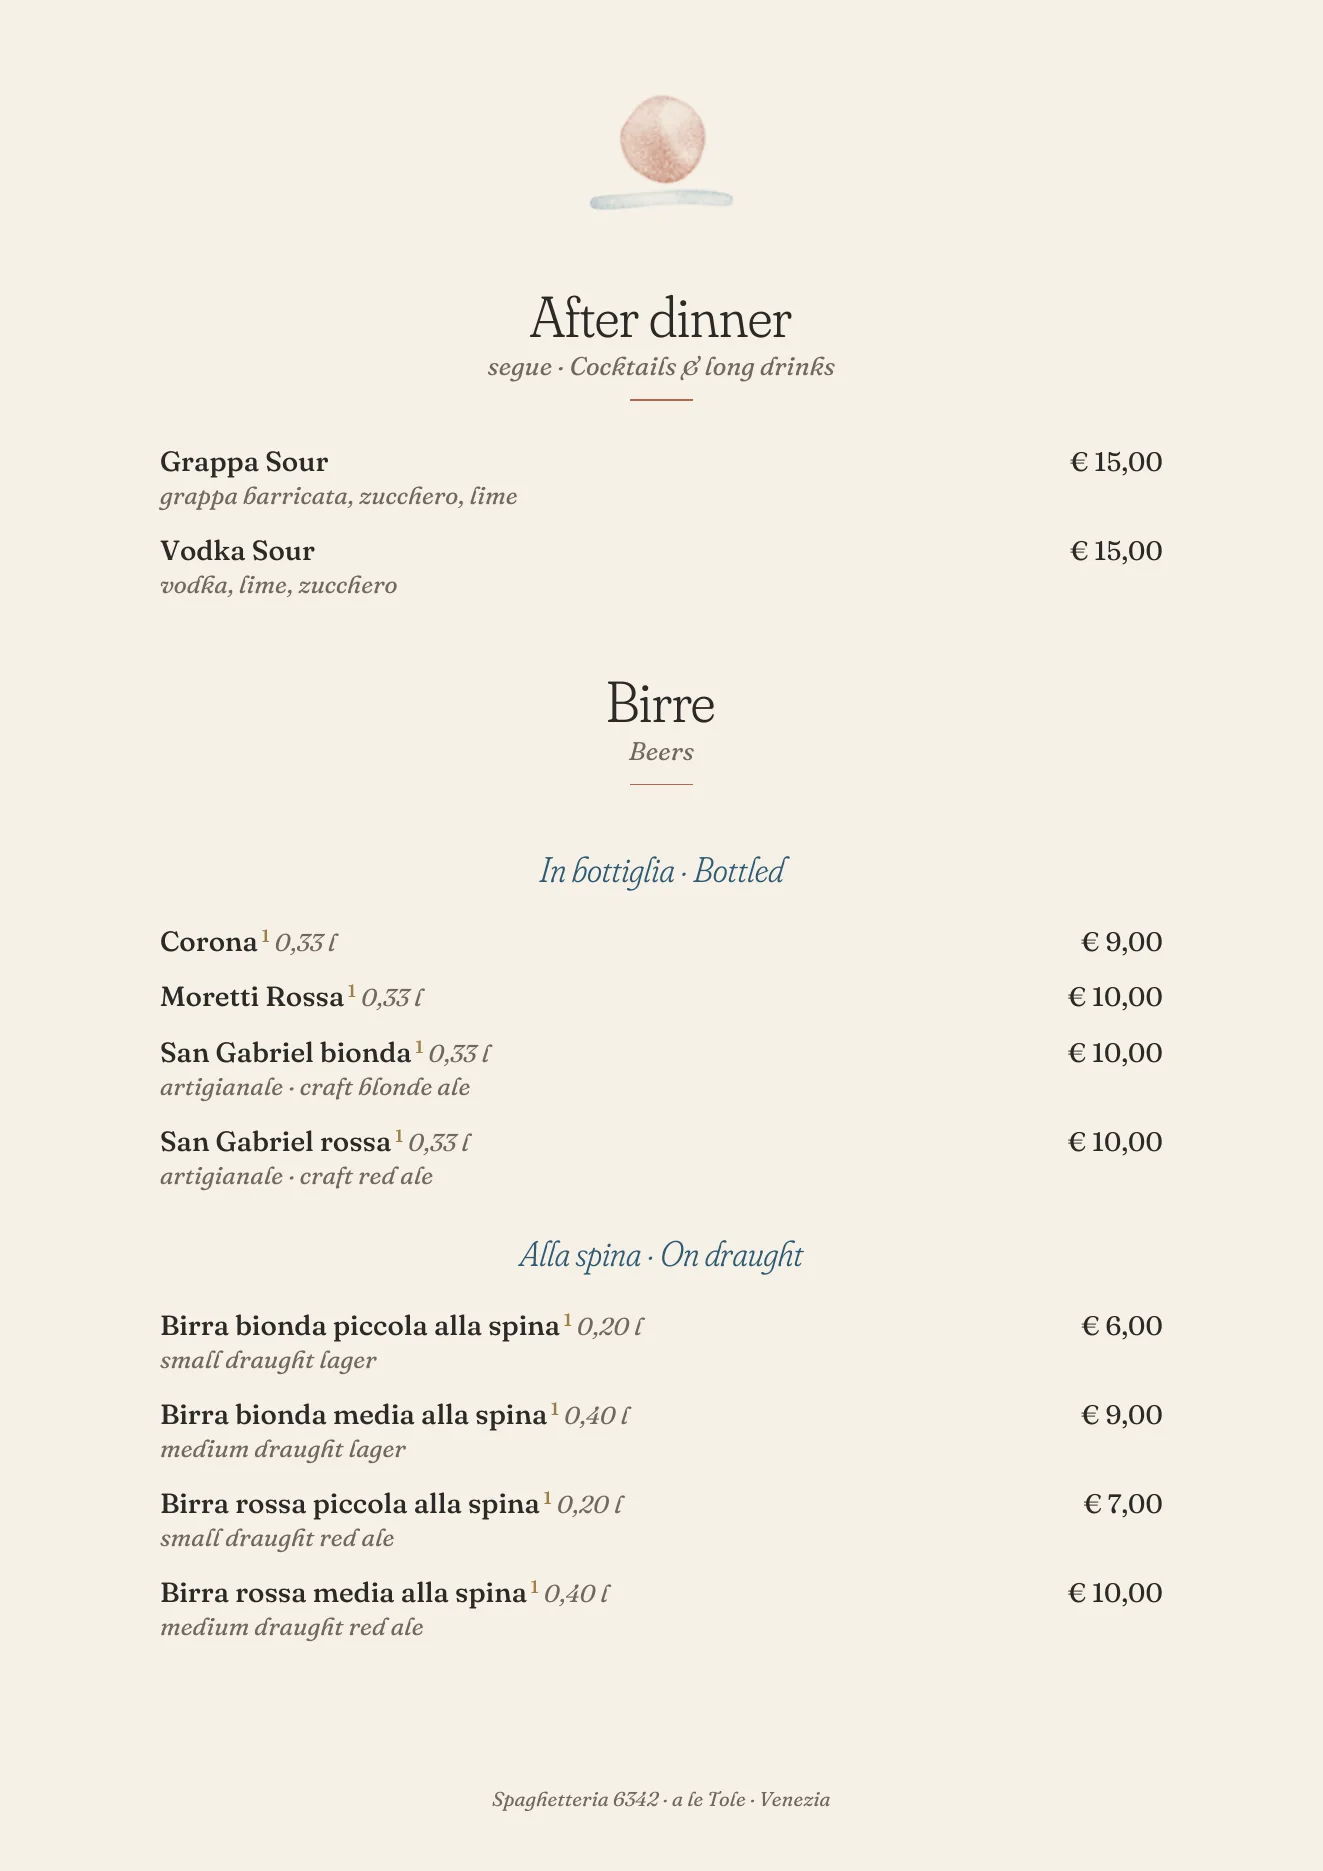 After dinner
segue · Cocktails & long drinks
Grappa Sour € 15,00
grappa barricata, zucchero, lime
Vodka Sour € 15,00
vodka, lime, zucchero
Birre
Beers
In bottiglia · Bottled
Corona 1 0,33 l € 9,00
Moretti Rossa 1 0,33 l € 10,00
San Gabriel bionda 1 0,33 l € 10,00
artigianale · craft blonde ale
San Gabriel rossa 1 0,33 l € 10,00
artigianale · craft red ale
Alla spina · On draught
Birra bionda piccola alla spina 1 0,20 l € 6,00
small draught lager
Birra bionda media alla spina 1 0,40 l € 9,00
medium draught lager
Birra rossa piccola alla spina 1 0,20 l € 7,00
small draught red ale
Birra rossa media alla spina 1 0,40 l € 10,00
medium draught red ale
Spaghetteria 6342 · a le Tole · Venezia